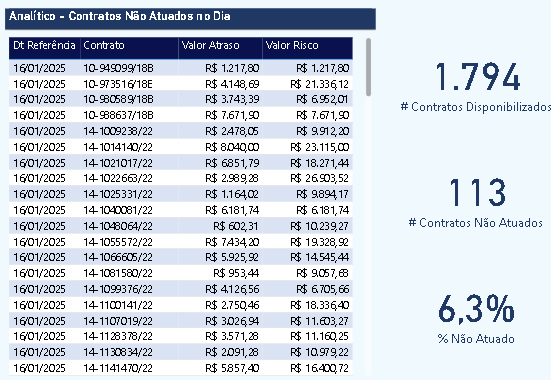 Analítico - Contratos Não Atuados no Dia
Dt Referência Contrato Valor Atraso Valor Risco
16/01/2025 10-949099/18B R$ 1.217,80 R$ 1.217,80
16/01/2025 10-973516/18E R$ 4.148,69 R$ 21.336,12
16/01/2025 10-980589/18B R$ 3.743,39 R$ 6.952,01
16/01/2025 10-988637/18B R$ 7.671,90 R$ 7.671,90
16/01/2025 14-1009238/22 R$ 2.478,05 R$ 9.912,20
16/01/2025 14-1014140/22 R$ 8.040,00 R$ 23.115,00
16/01/2025 14-1021017/22 R$ 6.851,79 R$ 18.271,44
16/01/2025 14-1022663/22 R$ 2.989,28 R$ 26.903,52
16/01/2025 14-1025331/22 R$ 1.164,02 R$ 9.894,17
16/01/2025 14-1040081/22 R$ 6.181,74 R$ 6.181,74
16/01/2025 14-1048064/22 R$ 602,31 R$ 10.239,27
16/01/2025 14-1055572/22 R$ 7.434,20 R$ 19.328,92
16/01/2025 14-1066605/22 R$ 5.925,92 R$ 14.545,44
16/01/2025 14-1081580/22 R$ 953,44 R$ 9.057,63
16/01/2025 14-1099376/22 R$ 4.126,56 R$ 6.705,66
16/01/2025 14-1100141/22 R$ 2.750,46 R$ 18.336,40
16/01/2025 14-1107019/22 R$ 3.026,94 R$ 11.603,27
16/01/2025 14-1128378/22 R$ 3.571,28 R$ 11.160,25
16/01/2025 14-1130834/22 R$ 2.091,28 R$ 10.979,22
16/01/2025 14-1141470/22 R$ 5.857,40 R$ 16.400,72
1.794
# Contratos Disponibilizados
113
# Contratos Não Atuados
6,3%
% Não Atuado